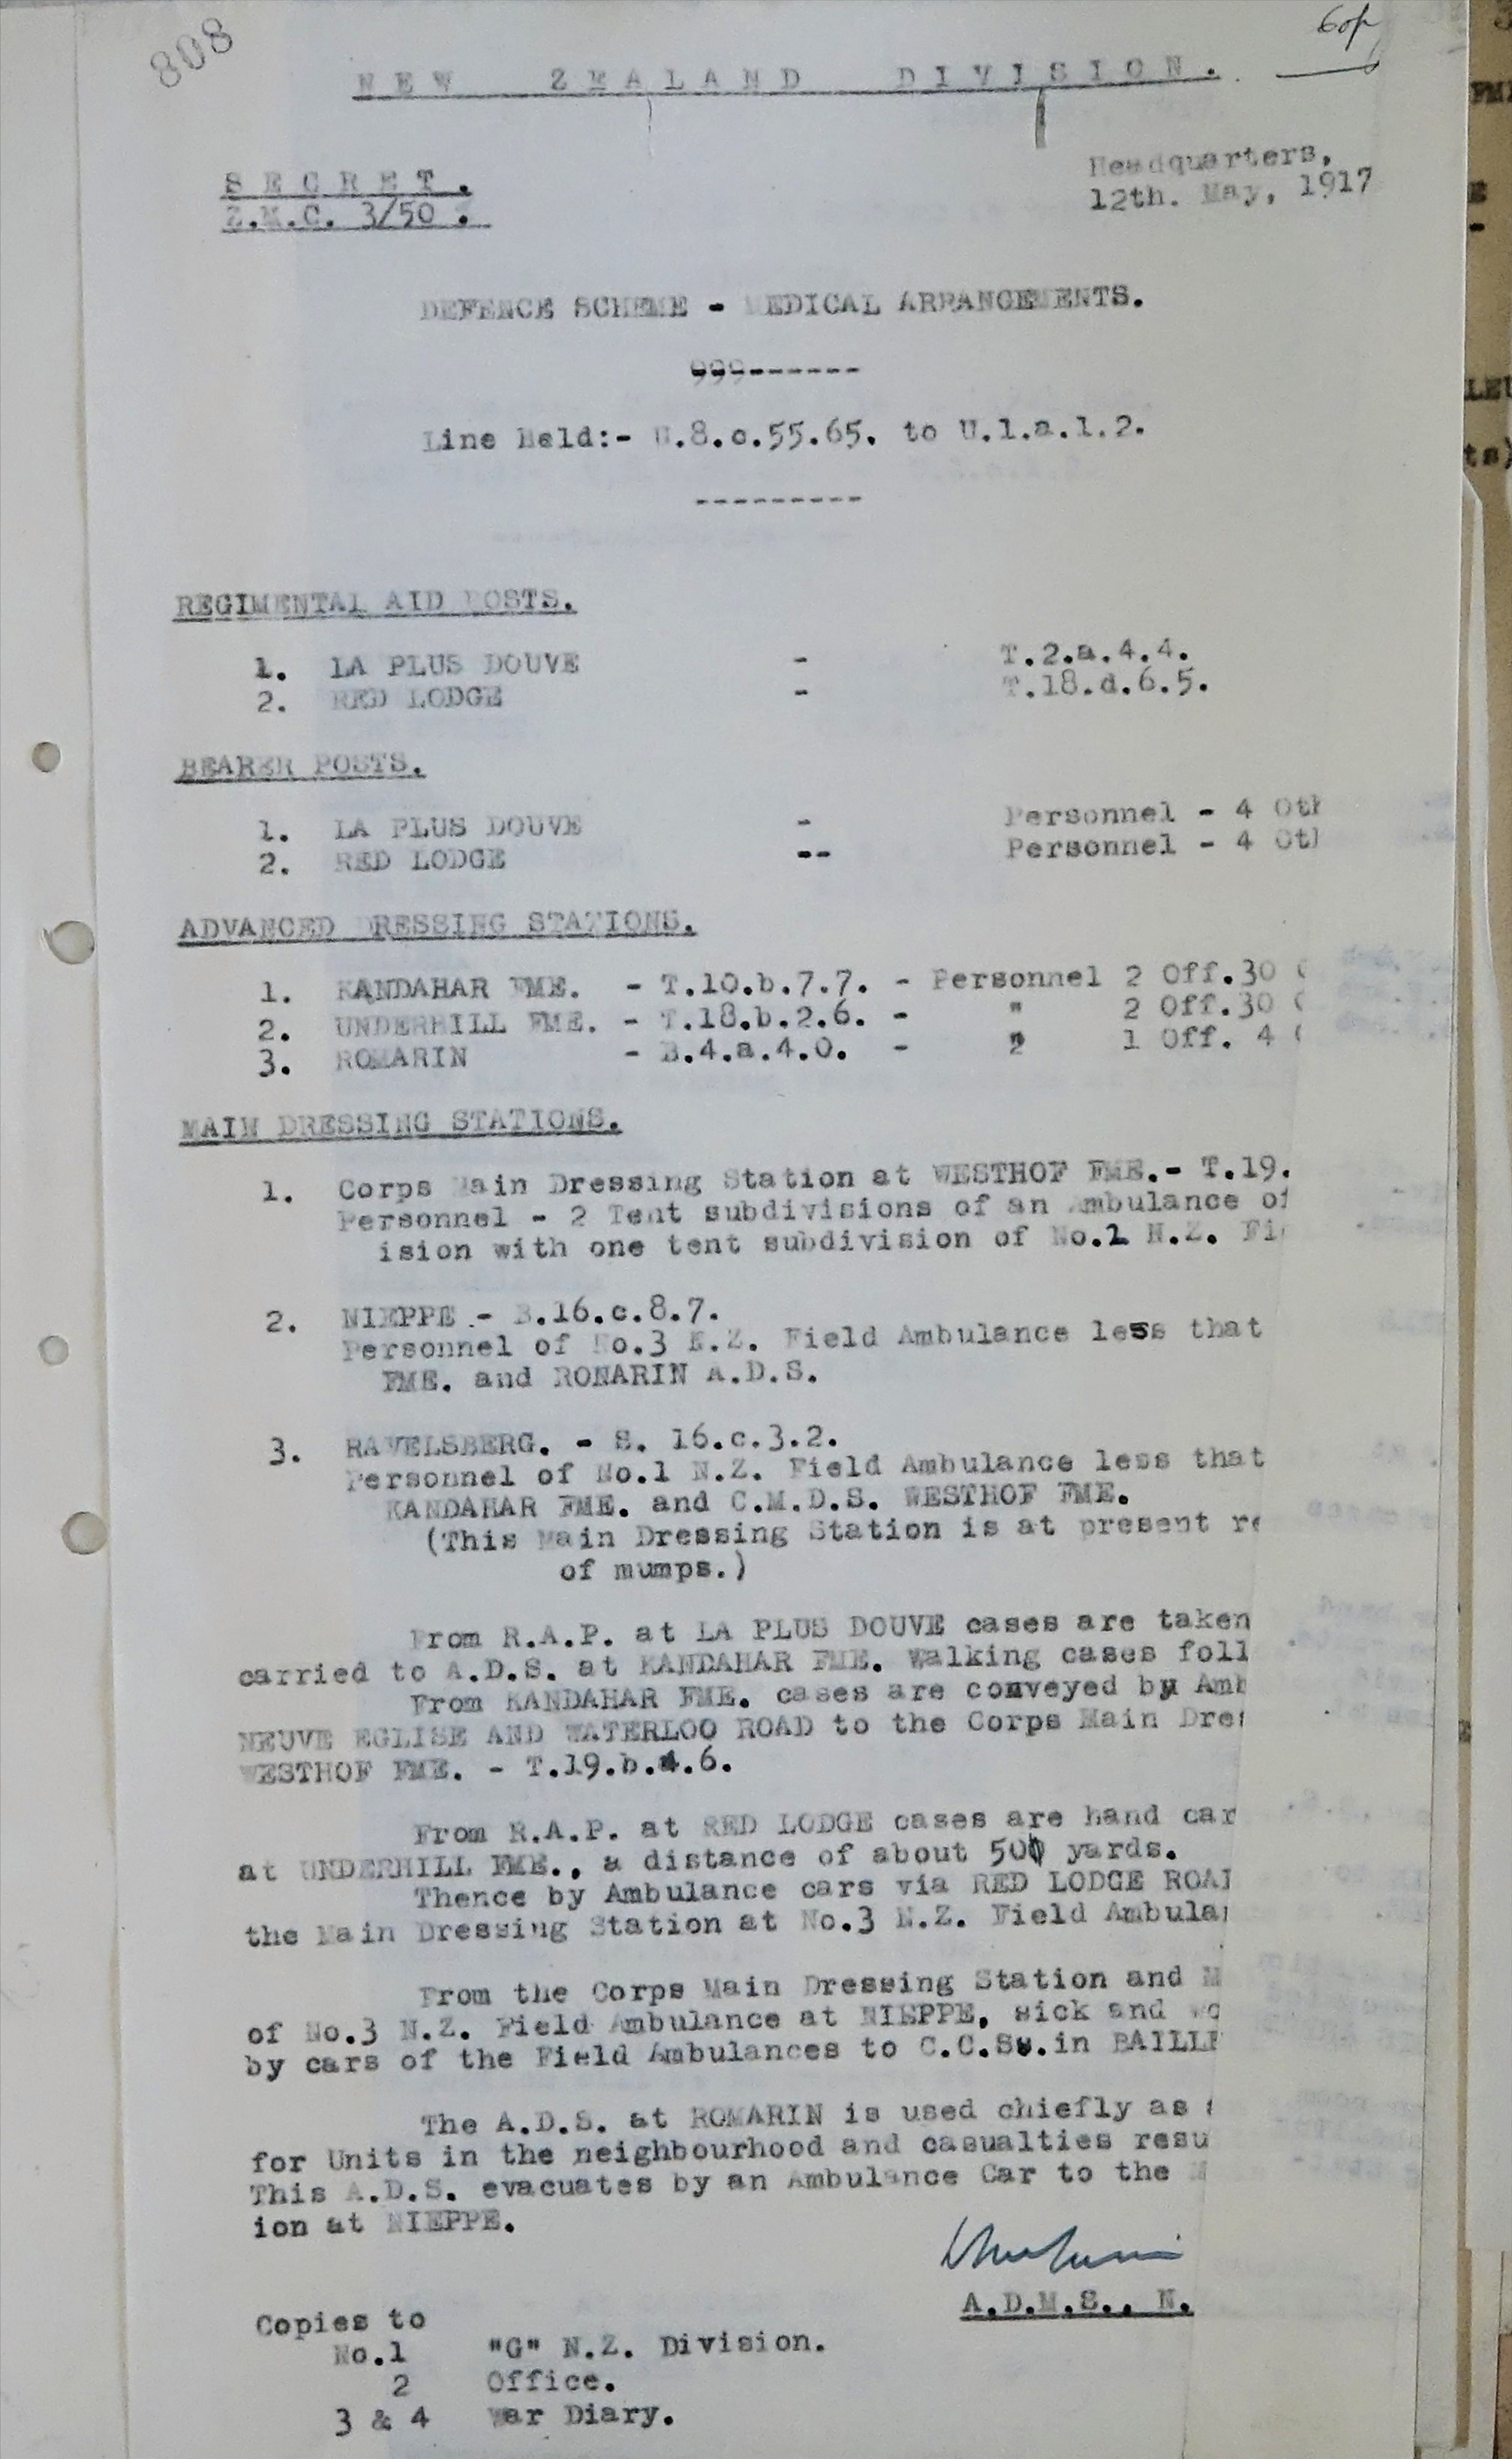 808
NEW ZEALAND DIVISION.
SECRET.
Z.M.C. 3/50.
Headquarters,
12th. May, 1917
DEFENCE SCHEME - MEDICAL ARRANGEMENTS.
---------
Line Held:- U.8.c.55.65. to U.1.a.1.2.
---------
REGIMENTAL AID POSTS.
1. LA PLUS DOUVE - T.2.a.4.4.
2. RED LODGE - T.18.d.6.5.
BEARER POSTS.
1. LA PLUS DOUVE - Personnel - 4 Oth
2. RED LODGE -- Personnel - 4 Oth
ADVANCED DRESSING STATIONS.
1. KANDAHAR FME. - T.10.b.7.7. - Personnel 2 Off.30
2. UNDERHILL FME. - T.18.b.2.6. - " 2 Off.30
3. ROMARIN - B.4.a.4.0. - " 1 Off. 4
MAIN DRESSING STATIONS.
1. Corps Main Dressing Station at WESTHOF FME.- T.19.
Personnel - 2 Tent subdivisions of an Ambulance of
ision with one tent subdivision of No.1 N.Z. Fi
2. NIEPPE - B.16.c.8.7.
Personnel of No.3 N.Z. Field Ambulance less that
FME. and ROMARIN A.D.S.
3. RAVELSBERG. - S. 16.c.3.2.
Personnel of No.1 N.Z. Field Ambulance less that
KANDAHAR FME. and C.M.D.S. WESTHOF FME.
(This Main Dressing Station is at present re
of mumps.)
From R.A.P. at LA PLUS DOUVE cases are taken
carried to A.D.S. at KANDAHAR FME. Walking cases foll
From KANDAHAR FME. cases are conveyed by Amb
NEUVE EGLISE AND WATERLOO ROAD to the Corps Main Dres
WESTHOF FME. - T.19.b.4.6.
From R.A.P. at RED LODGE cases are hand car
at UNDERHILL FME., a distance of about 500 yards.
Thence by Ambulance cars via RED LODGE ROAD
the Main Dressing Station at No.3 N.Z. Field Ambula
From the Corps Main Dressing Station and M
of No.3 N.Z. Field Ambulance at NIEPPE, sick and wo
by cars of the Field Ambulances to C.C.Ss.in BAILLE
The A.D.S. at ROMARIN is used chiefly as
for Units in the neighbourhood and casualties resu
This A.D.S. evacuates by an Ambulance Car to the M
ion at NIEPPE.
A.D.M.S., N.
Copies to
No.1 "G" N.Z. Division.
2 Office.
3 & 4 War Diary.